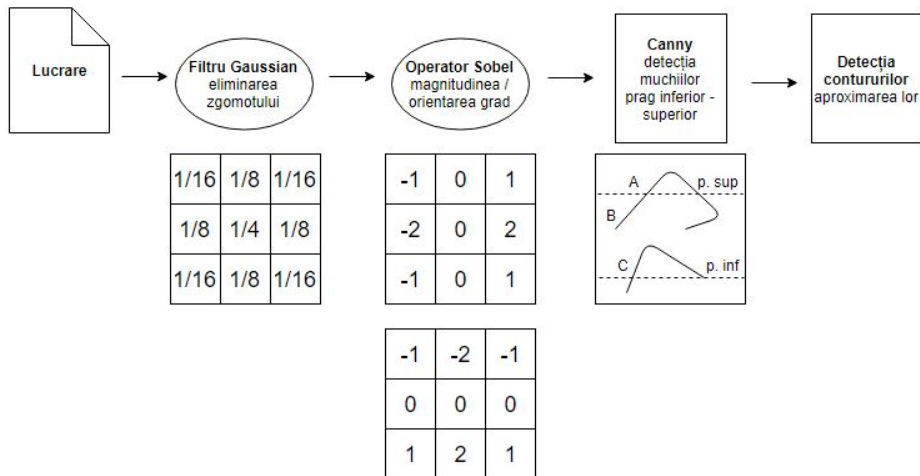 Lucrare
Filtru Gaussian
eliminarea
zgomotului
Operator Sobel
magnitudinea /
orientarea grad
Canny
detecția
muchiilor
prag inferior -
superior
Detecția
contururilor
aproximarea lor
1/16 1/8 1/16
1/8 1/4 1/8
1/16 1/8 1/16
-1 0 1
-2 0 2
-1 0 1
A p. sup
B
C p. inf
-1 -2 -1
0 0 0
1 2 1